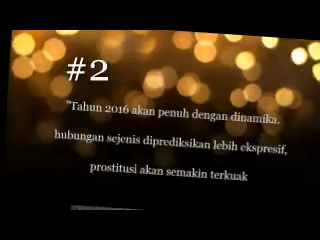 #2
"Tahun 2016 akan penuh dengan dinamika.
hubungan sejenis diprediksikan lebih ekspresif,
prostitusi akan semakin terkuak